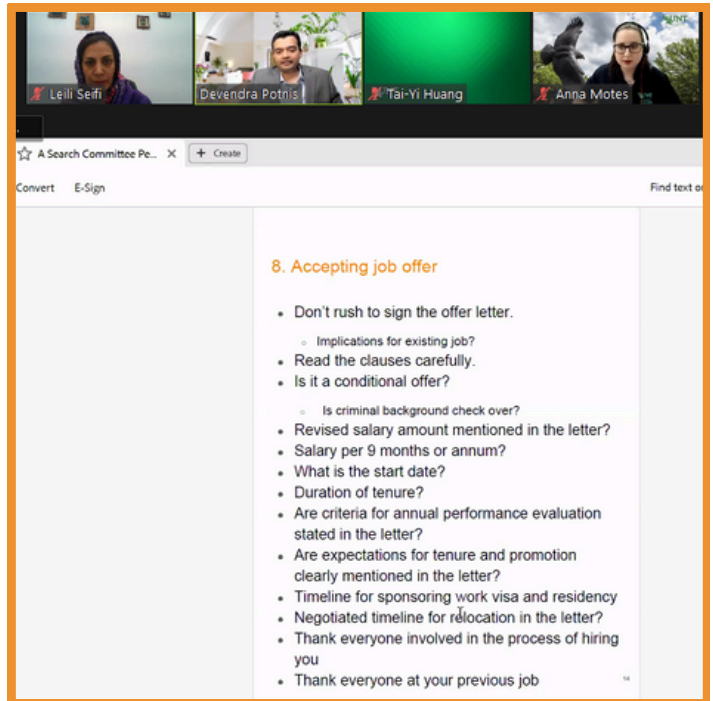 UNT
Leili Seifi
Devendra Potnis
Tai-Yi Huang
Anna Motes
A Search Committee Pe...
+ Create
Convert
E-Sign
Find text o
8. Accepting job offer
• Don't rush to sign the offer letter.
○ Implications for existing job?
• Read the clauses carefully.
• Is it a conditional offer?
○ Is criminal background check over?
• Revised salary amount mentioned in the letter?
• Salary per 9 months or annum?
• What is the start date?
• Duration of tenure?
• Are criteria for annual performance evaluation
stated in the letter?
• Are expectations for tenure and promotion
clearly mentioned in the letter?
• Timeline for sponsoring work visa and residency
• Negotiated timeline for relocation in the letter?
• Thank everyone involved in the process of hiring
you
• Thank everyone at your previous job
14